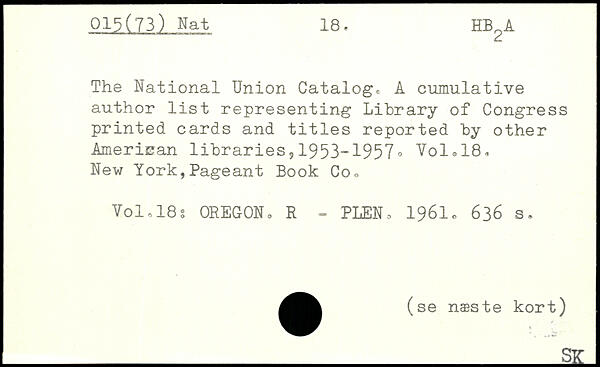 015(73) Nat 18. HB2A
The National Union Catalog. A cumulative
author list representing Library of Congress
printed cards and titles reported by other
American libraries,1953-1957. Vol.18.
New York,Pageant Book Co.
Vol.18: OREGON. R - PLEN. 1961. 636 s.
(se næste kort)
SK